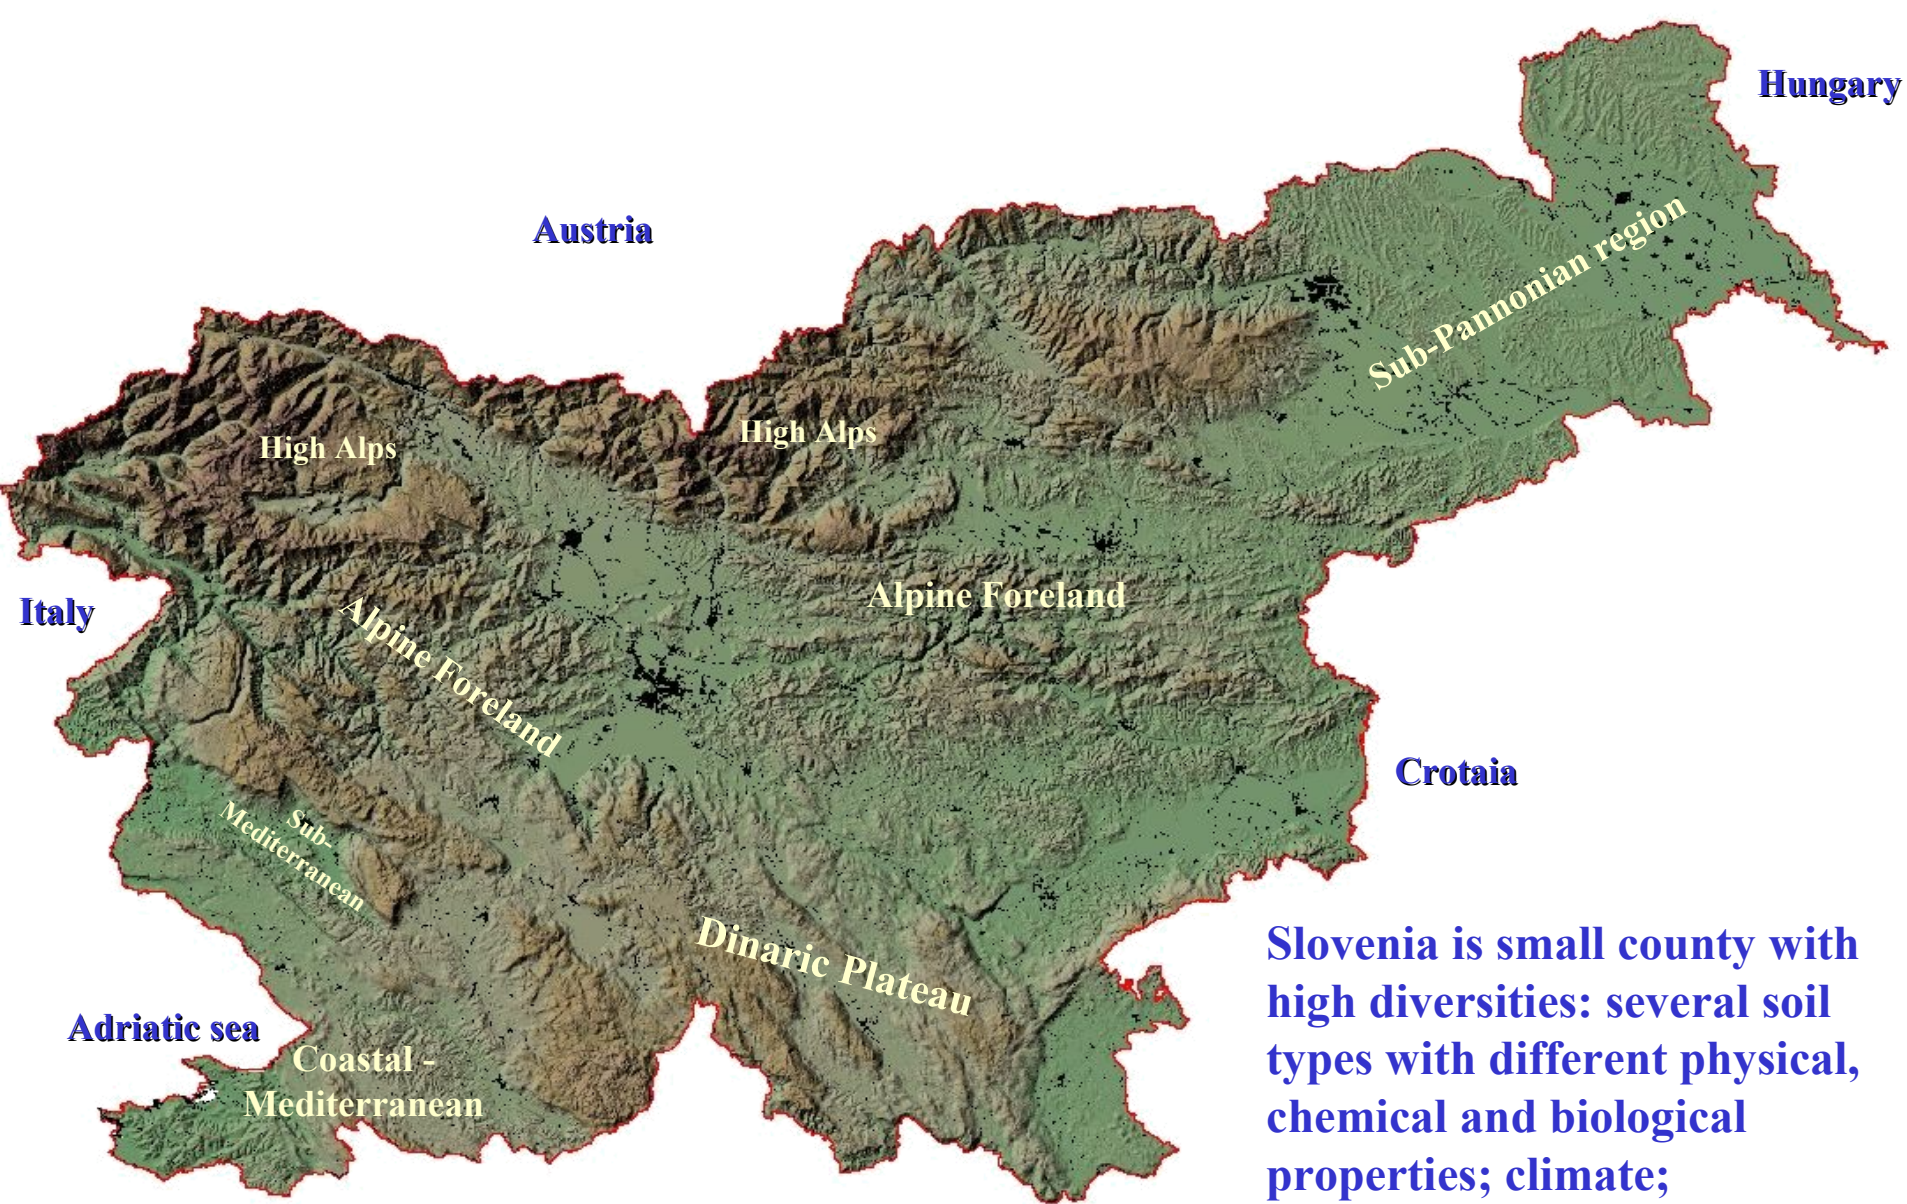 Hungary
Austria
Sub-Pannonian region
High Alps
High Alps
Italy
Alpine Foreland
Alpine Foreland
Crotaia
Sub-
Mediterranean
Dinaric Plateau
Adriatic sea
Coastal -
Mediterranean
Slovenia is small county with
high diversities: several soil
types with different physical,
chemical and biological
properties; climate;